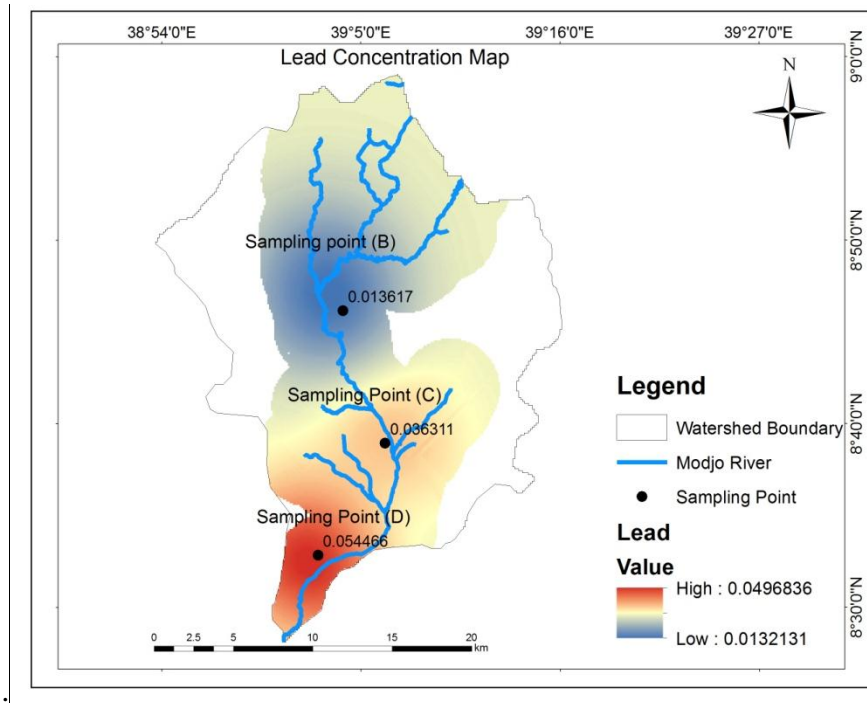 38°54'0"E 39°5'0"E 39°16'0"E 39°27'0"E
Lead Concentration Map
N
9°0'0"N
Sampling point (B)
8°50'0"N
0.013617
Sampling Point (C)
0.036311
8°40'0"N
Sampling Point (D)
0.054466
8°30'0"N
Legend
Watershed Boundary
Modjo River
Sampling Point
Lead
Value
High : 0.0496836
Low : 0.0132131
0 2.5 5 10 15 20
km